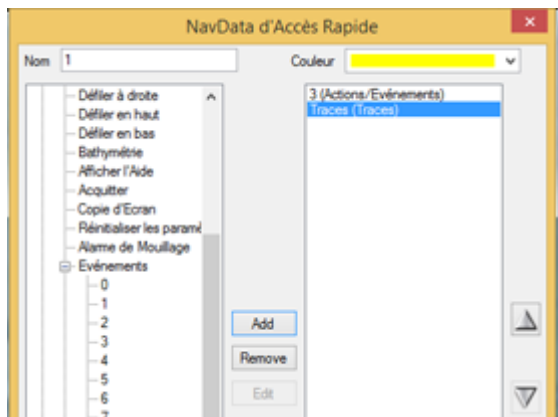 NavData d'Accès Rapide
Nom 1 Couleur
Défiler à droite
Défiler en haut
Défiler en bas
Bathymétrie
Afficher l'Aide
Acquitter
Copie d'Ecran
Réinitialiser les paramè
Alarme de Mouillage
Evénements
0
1
2
3
4
5
6
7
3 (Actions/Evénements)
Traces (Traces)
Add
Remove
Edit